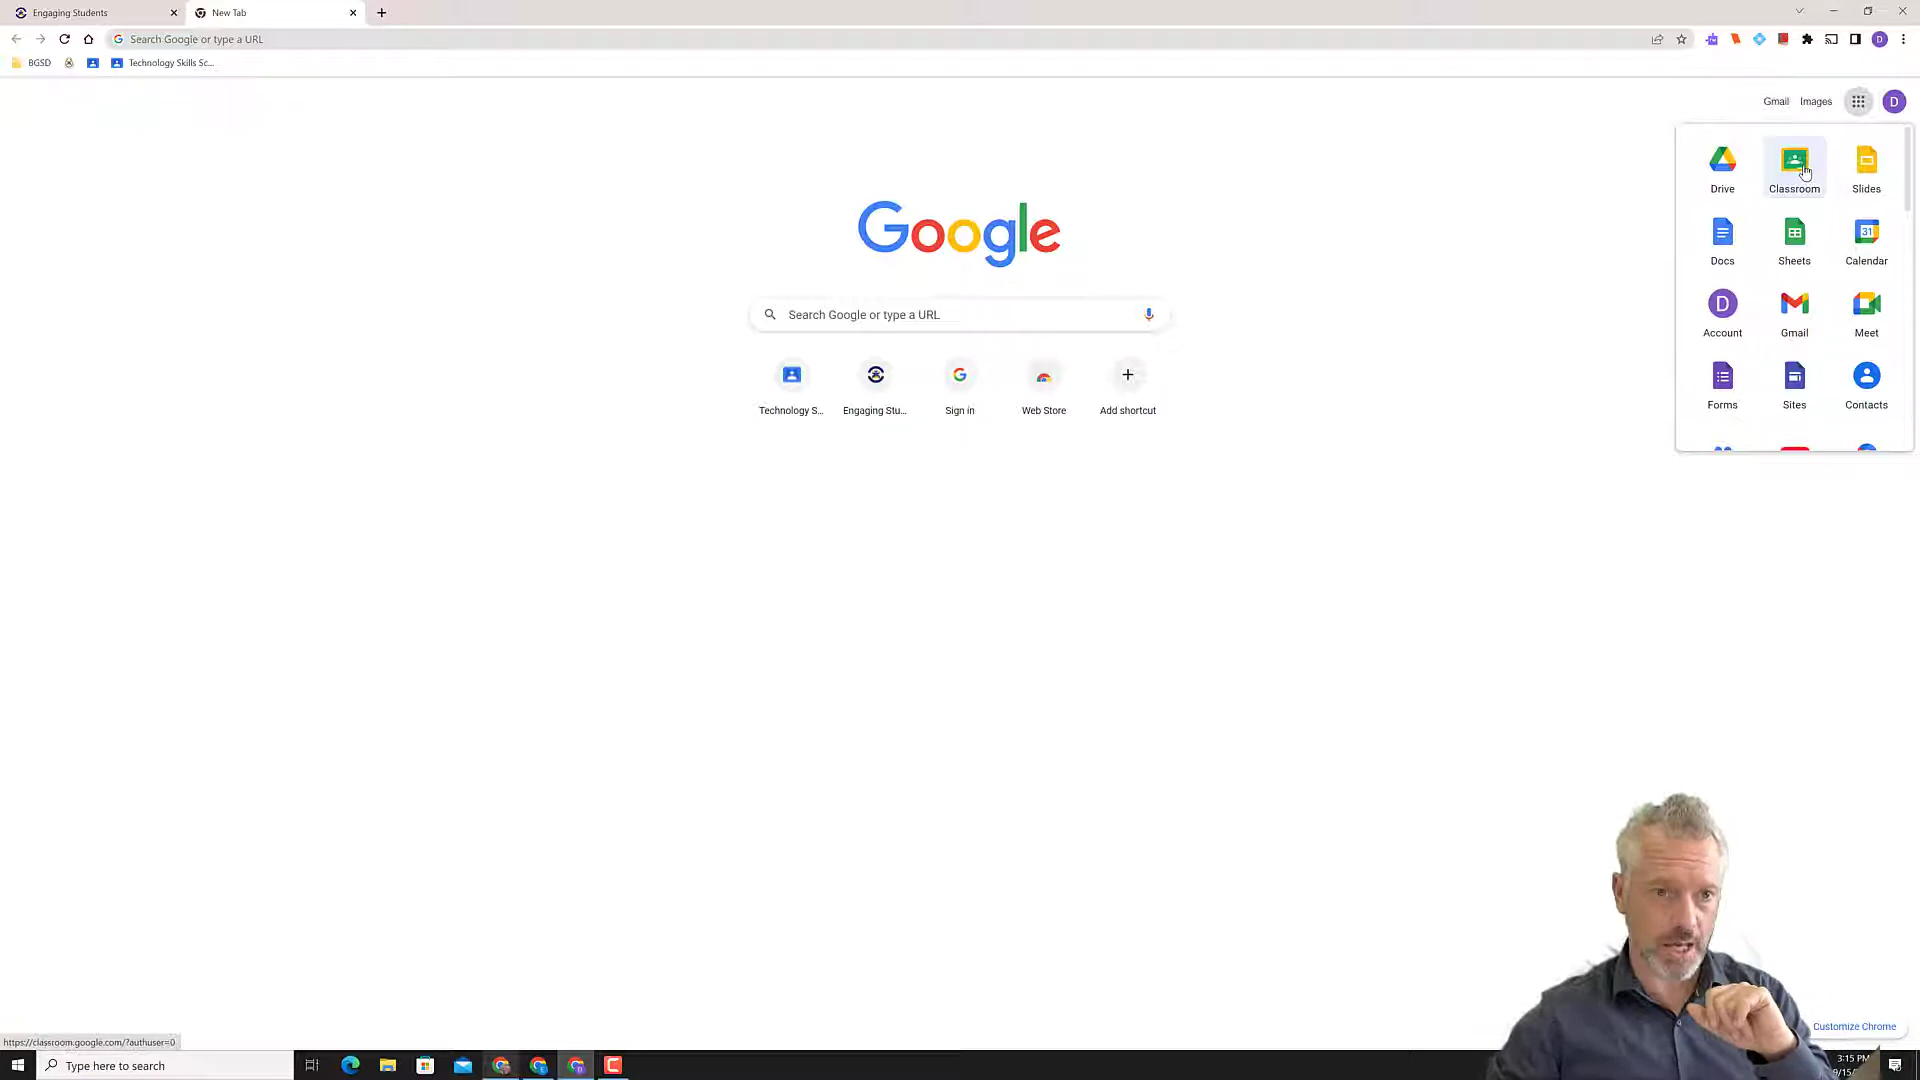 Engaging Students
New Tab
Search Google or type a URL
BGSD
Technology Skills Sc...
Gmail
Images
D
Drive
Classroom
Slides
Docs
Sheets
31
Calendar
D
Account
Gmail
Meet
Forms
Sites
Contacts
Google
Search Google or type a URL
Technology S...
Engaging Stu...
Sign in
Web Store
Add shortcut
Customize Chrome
https://classroom.google.com/?authuser=0
Type here to search
3:15 PM